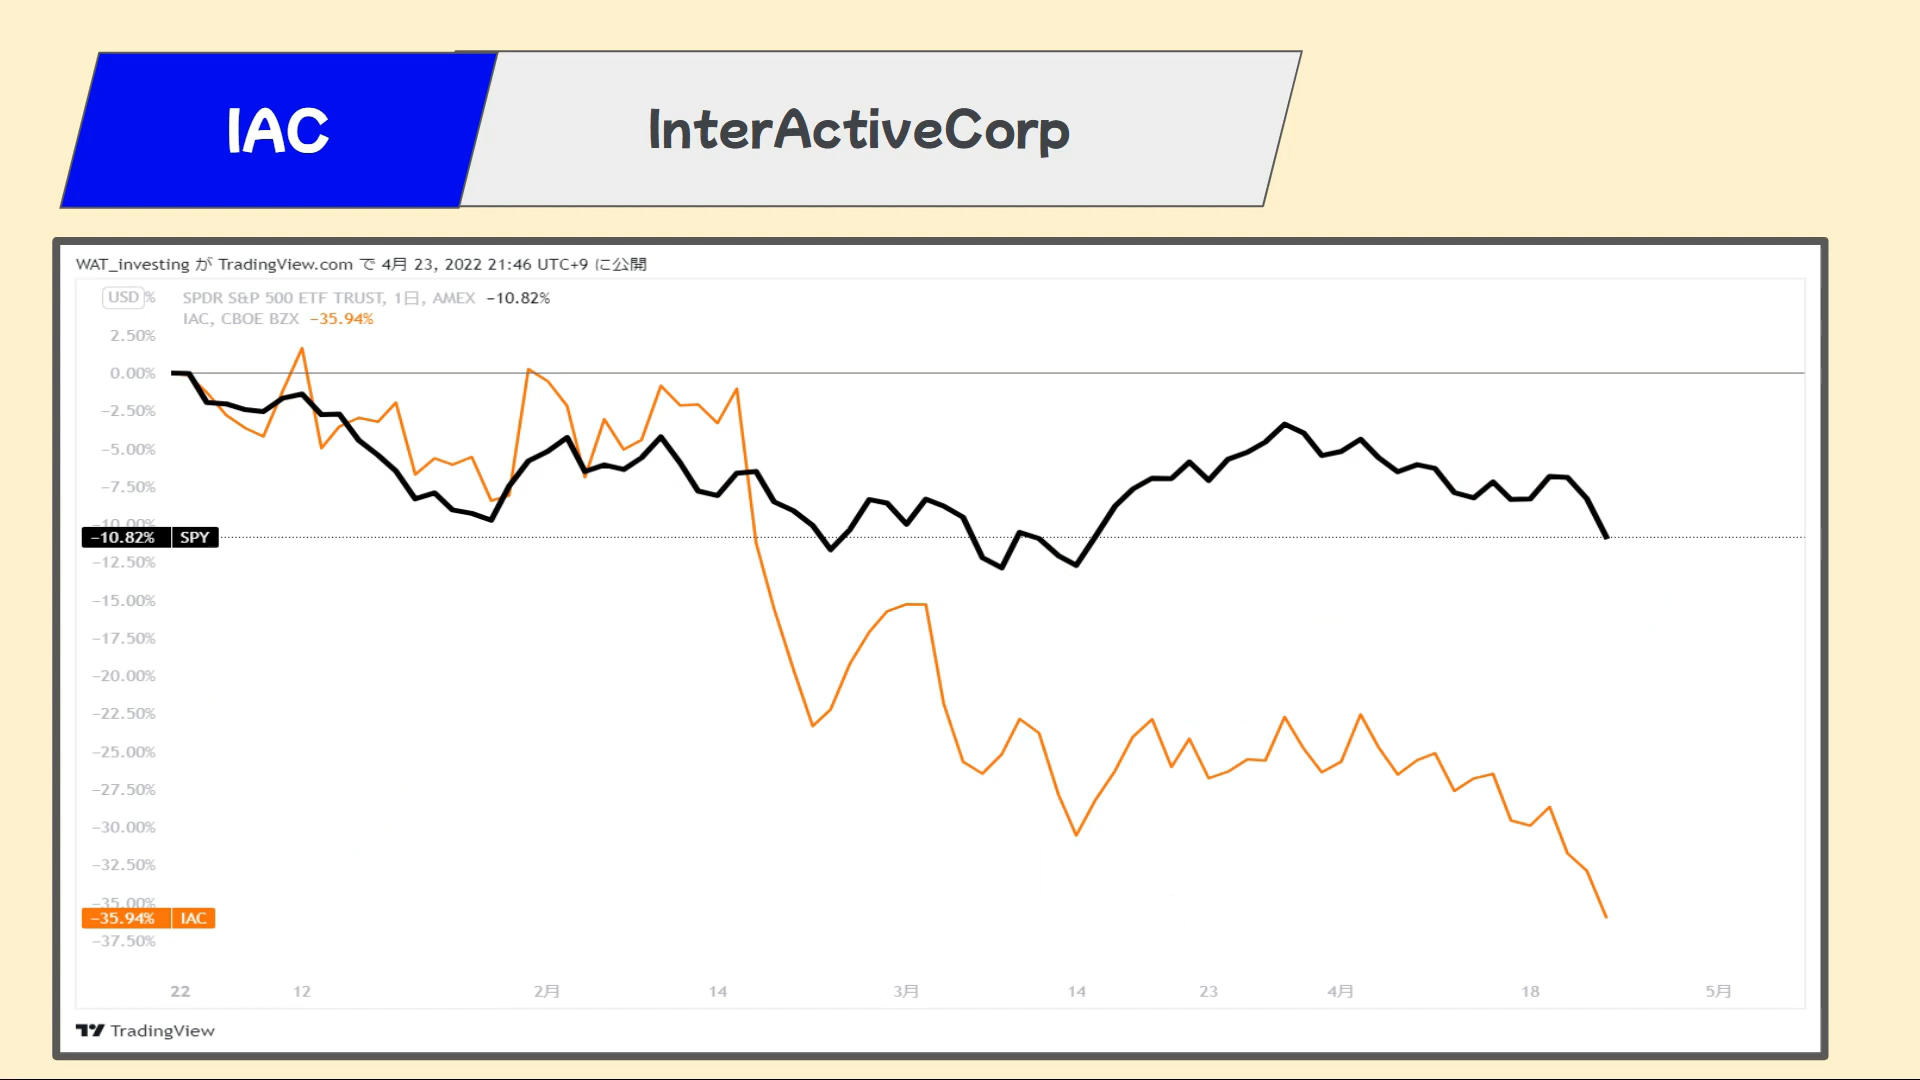 IAC
InterActiveCorp
WAT_investing が TradingView.com で 4月 23, 2022 21:46 UTC+9 に公開
USD %
SPDR S&P 500 ETF TRUST, 1日, AMEX −10.82%
IAC, CBOE BZX −35.94%
2.50%
0.00%
−2.50%
−5.00%
−7.50%
−10.00%
−10.82% SPY
−12.50%
−15.00%
−17.50%
−20.00%
−22.50%
−25.00%
−27.50%
−30.00%
−32.50%
−35.00%
−35.94% IAC
−37.50%
22 12 2月 14 3月 14 23 4月 18 5月
TradingView